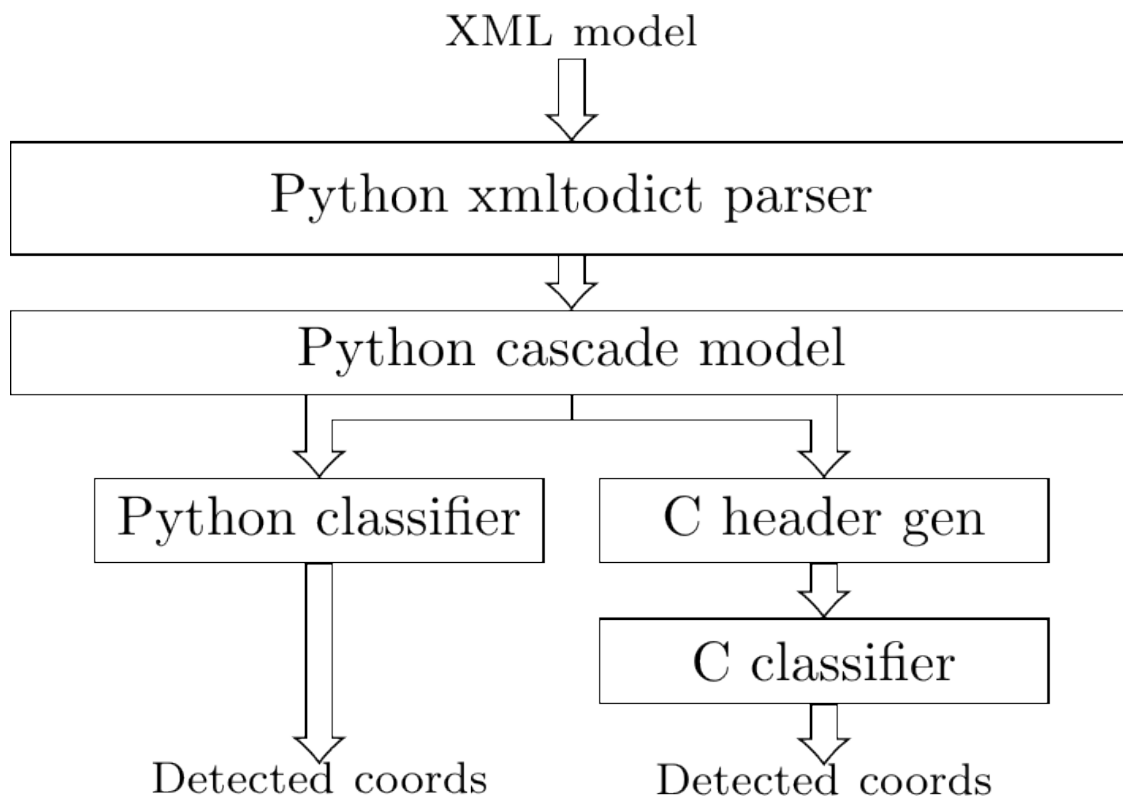 XML model
Python xmltodict parser
Python cascade model
Python classifier
C header gen
C classifier
Detected coords
Detected coords